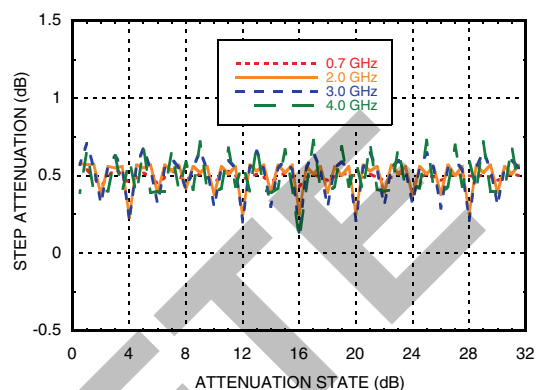 1.5
1
0.5
0
-0.5
STEP ATTENUATION (dB)
0.7 GHz
2.0 GHz
3.0 GHz
4.0 GHz
0 4 8 12 16 20 24 28 32
ATTENUATION STATE (dB)
ETE